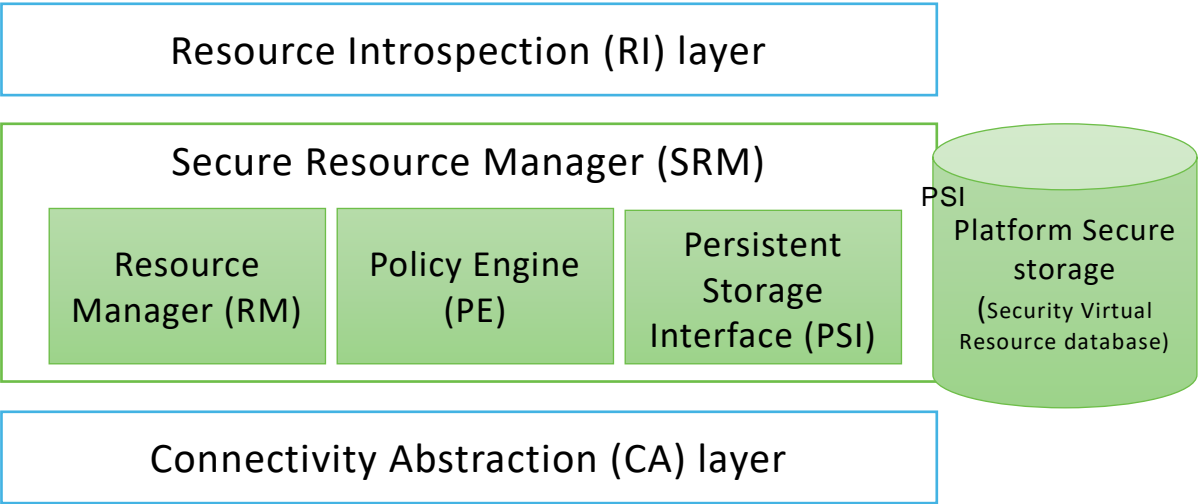 Resource Introspection (RI) layer
Secure Resource Manager (SRM)
Resource
Manager (RM)
Policy Engine
(PE)
Persistent
Storage
Interface (PSI)
PSI
Platform Secure
storage
(Security Virtual
Resource database)
Connectivity Abstraction (CA) layer